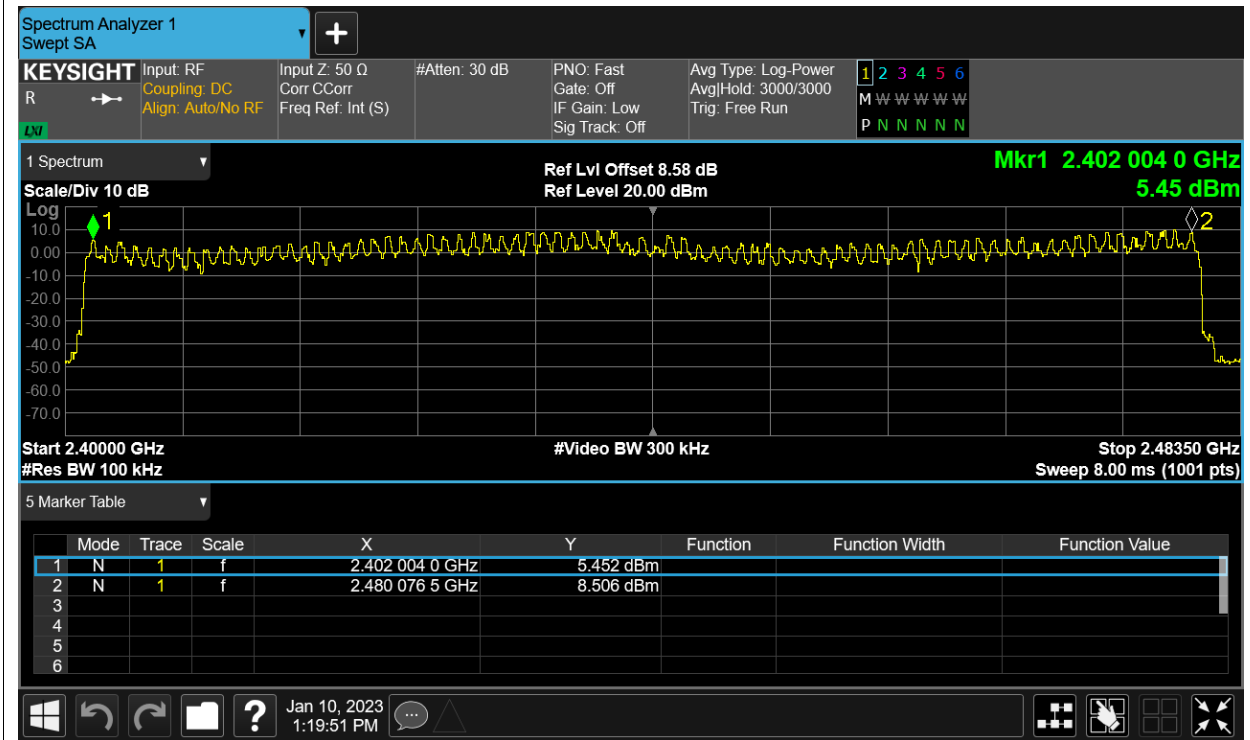 Spectrum Analyzer 1
Swept SA
KEYSIGHT
R
LXI
Input: RF
Coupling: DC
Align: Auto/No RF
Input Z: 50 Ω
Corr CCorr
Freq Ref: Int (S)
#Atten: 30 dB
PNO: Fast
Gate: Off
IF Gain: Low
Sig Track: Off
Avg Type: Log-Power
Avg|Hold: 3000/3000
Trig: Free Run
1 2 3 4 5 6
M W W W W W
P N N N N N
1 Spectrum
Scale/Div 10 dB
Ref Lvl Offset 8.58 dB
Ref Level 20.00 dBm
Mkr1 2.402 004 0 GHz
5.45 dBm
Log
1
2
10.0
0.00
-10.0
-20.0
-30.0
-40.0
-50.0
-60.0
-70.0
Start 2.40000 GHz
#Res BW 100 kHz
#Video BW 300 kHz
Stop 2.48350 GHz
Sweep 8.00 ms (1001 pts)
5 Marker Table
Mode Trace Scale X Y Function Function Width Function Value
1 N 1 f 2.402 004 0 GHz 5.452 dBm
2 N 1 f 2.480 076 5 GHz 8.506 dBm
3
4
5
6
?
Jan 10, 2023
1:19:51 PM